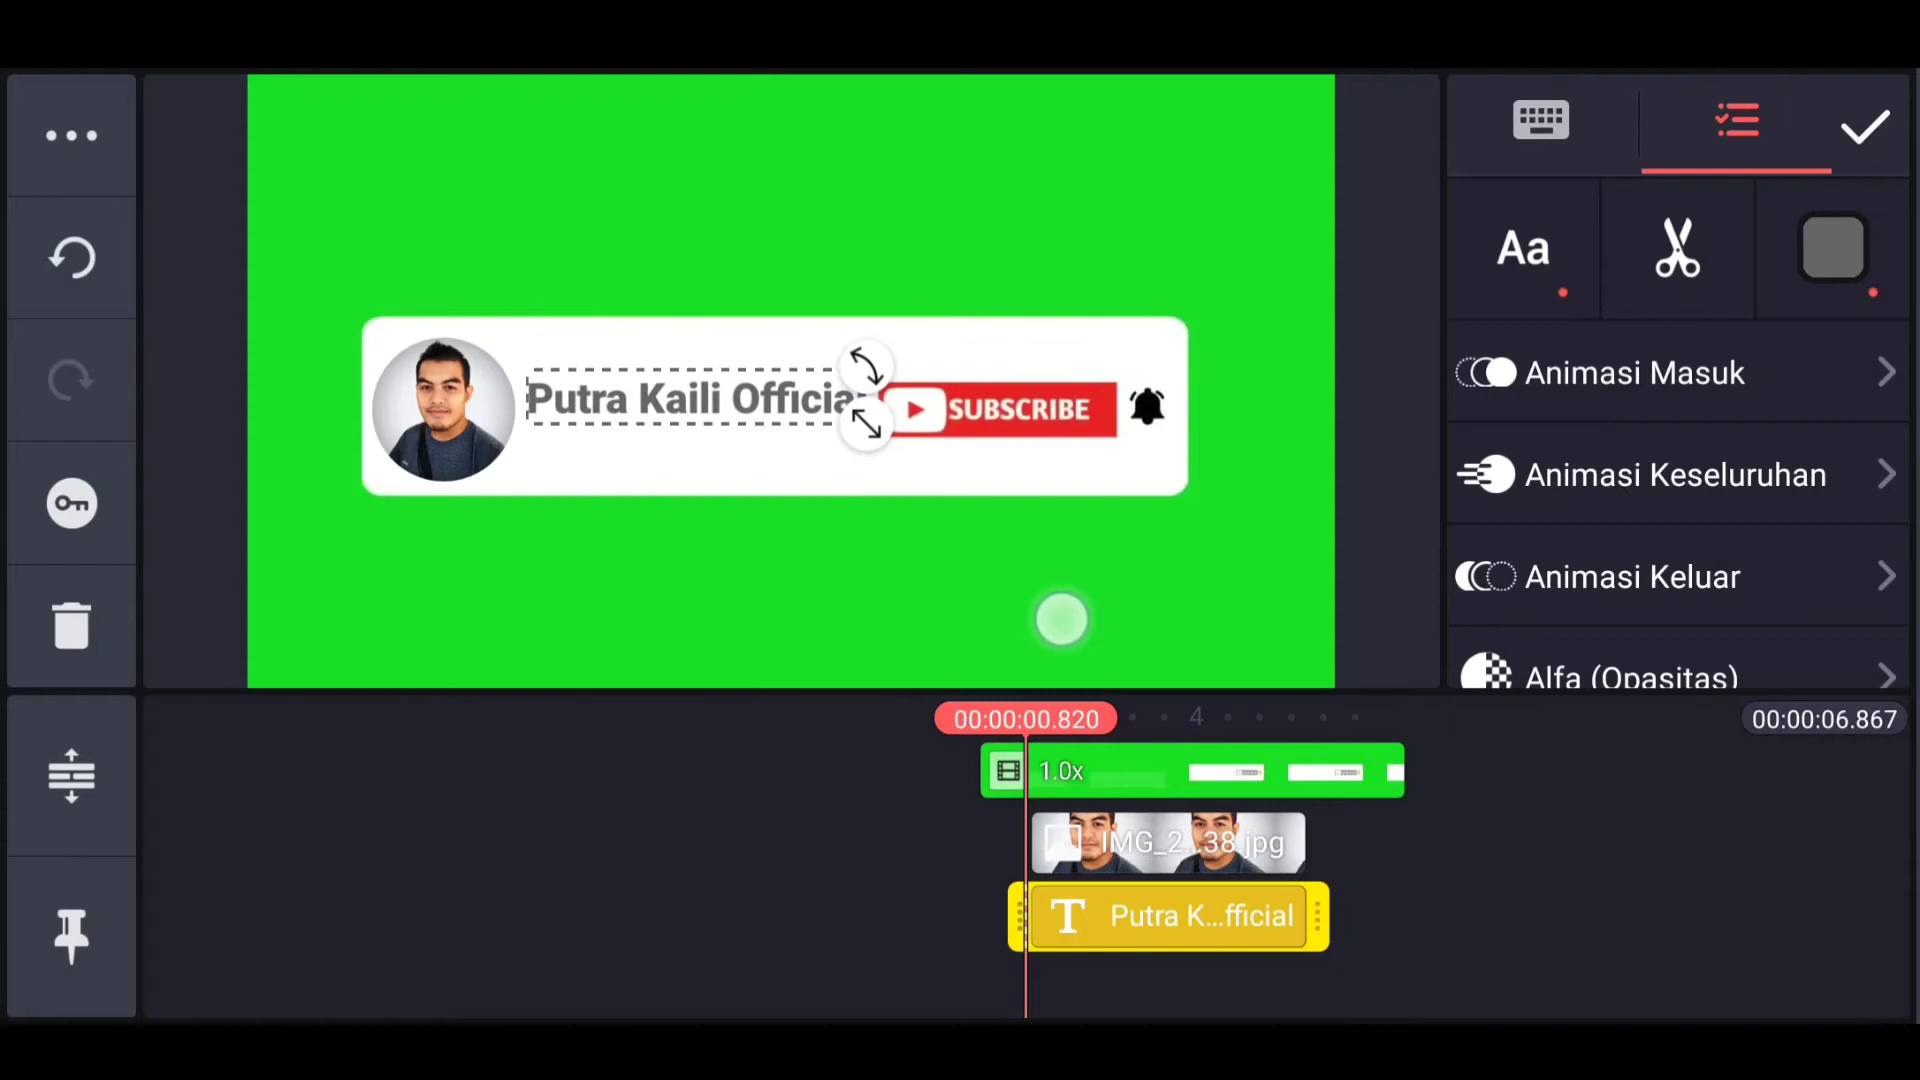 Aa
Animasi Masuk
Putra Kaili Official
SUBSCRIBE
Animasi Keseluruhan
Animasi Keluar
Alfa (Opasitas)
00:00:00.820
4
00:00:06.867
1.0x
IMG_2...38.jpg
T Putra K...fficial